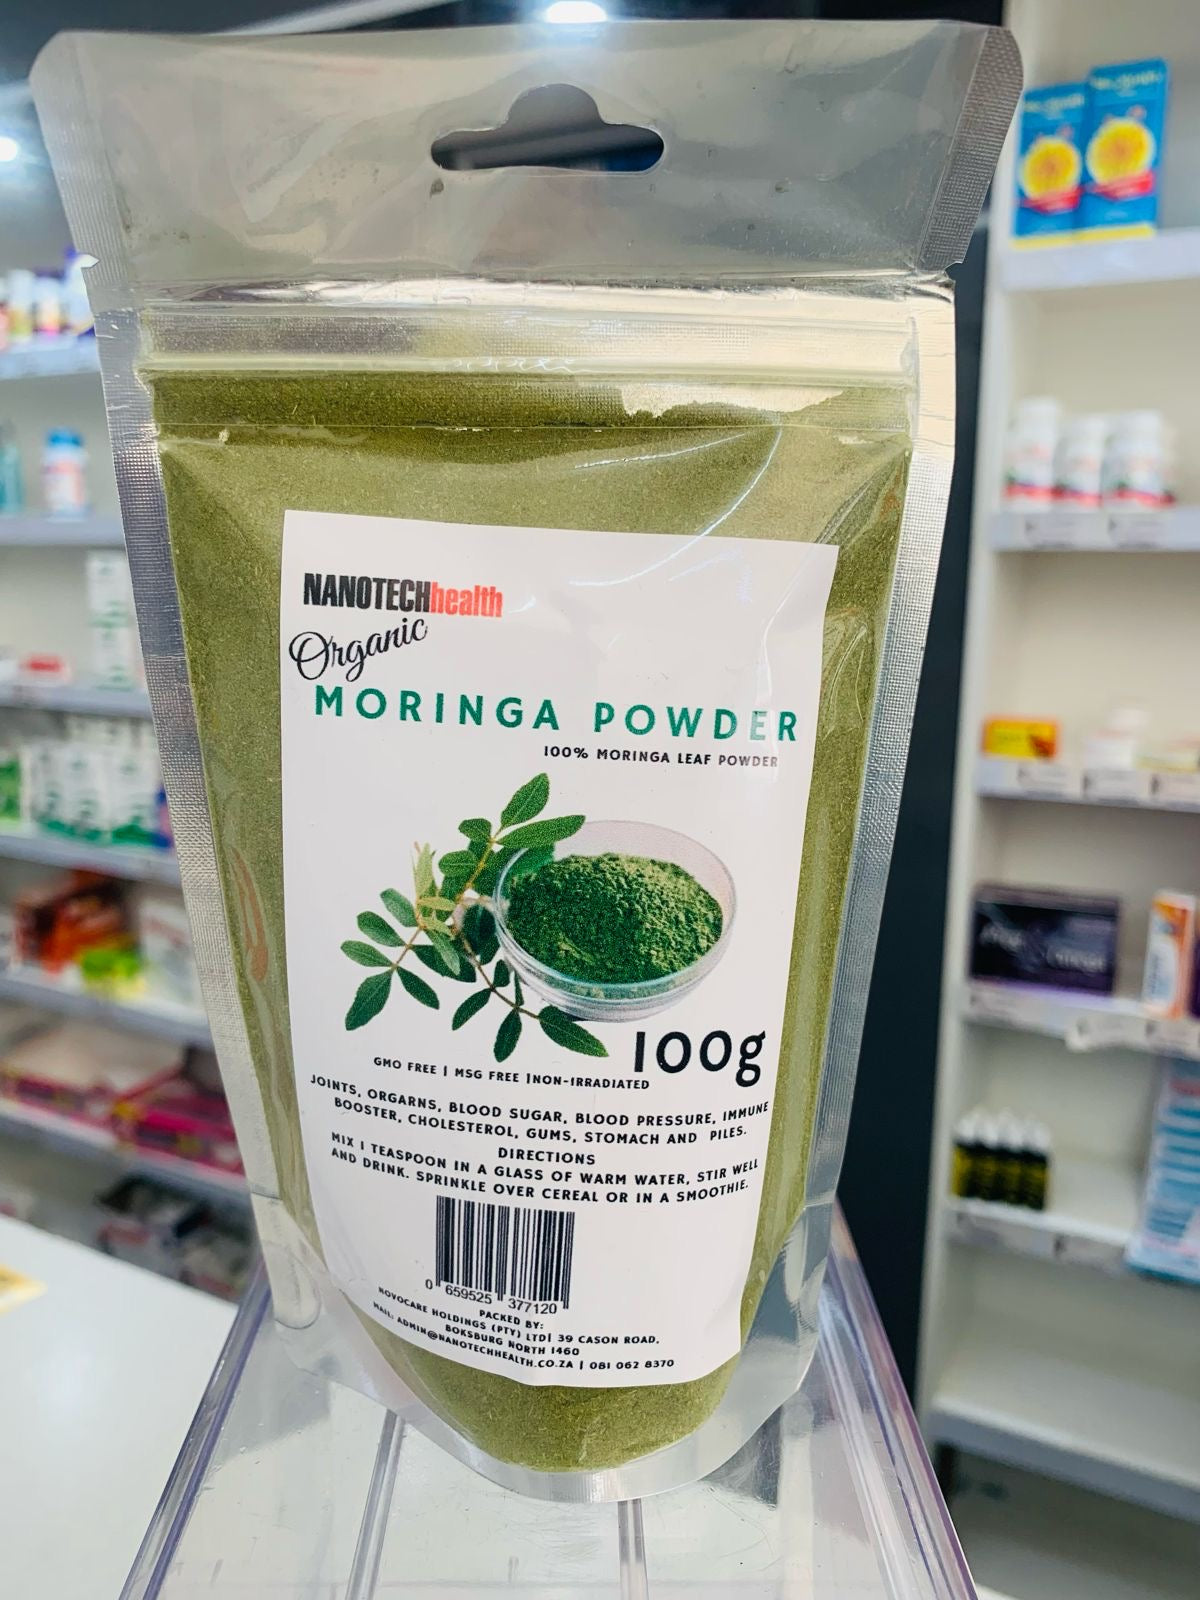 NANOTECHhealth
Organic
MORINGA POWDER
100% MORINGA LEAF POWDER
100g
GMO FREE | MSG FREE |NON-IRRADIATED
JOINTS, ORGARNS, BLOOD SUGAR, BLOOD PRESSURE, IMMUNE
BOOSTER, CHOLESTEROL, GUMS, STOMACH AND PILES.
DIRECTIONS
MIX 1 TEASPOON IN A GLASS OF WARM WATER, STIR WELL
AND DRINK. SPRINKLE OVER CEREAL OR IN A SMOOTHIE.
0 659525 377120
PACKED BY:
NOVOCARE HOLDINGS (PTY) LTD| 39 CASON ROAD,
BOKSBURG NORTH 1460
MAIL: ADMIN@NANOTECHHEALTH.CO.ZA | 081 062 8370